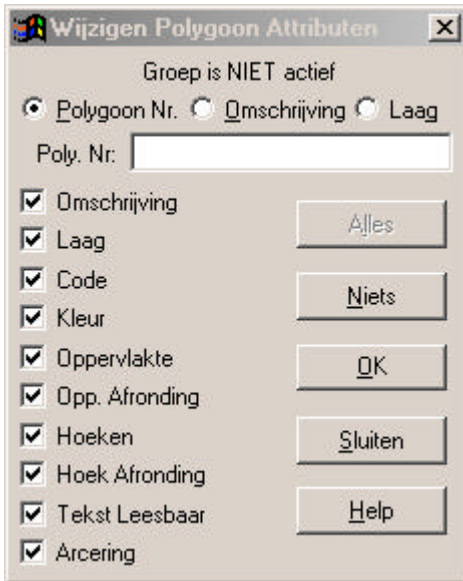 Wijzigen Polygoon Attributen
Groep is NIET actief
Polygoon Nr. Omschrijving Laag
Poly. Nr:
Omschrijving
Laag
Alles
Code
Niets
Kleur
Oppervlakte
OK
Opp. Afronding
Hoeken
Sluiten
Hoek Afronding
Tekst Leesbaar
Help
Arcering